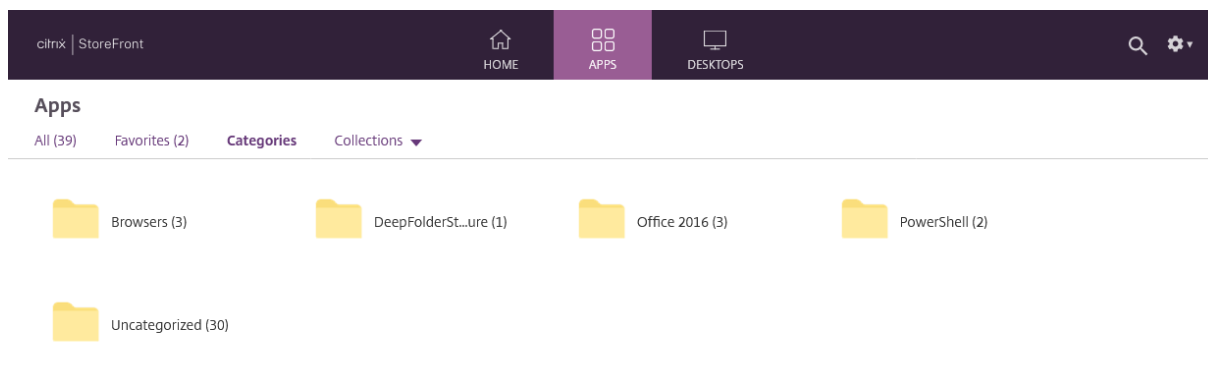 citrix | StoreFront
HOME
APPS
DESKTOPS
Apps
All (39) Favorites (2) Categories Collections
Browsers (3) DeepFolderSt...ure (1) Office 2016 (3) PowerShell (2)
Uncategorized (30)